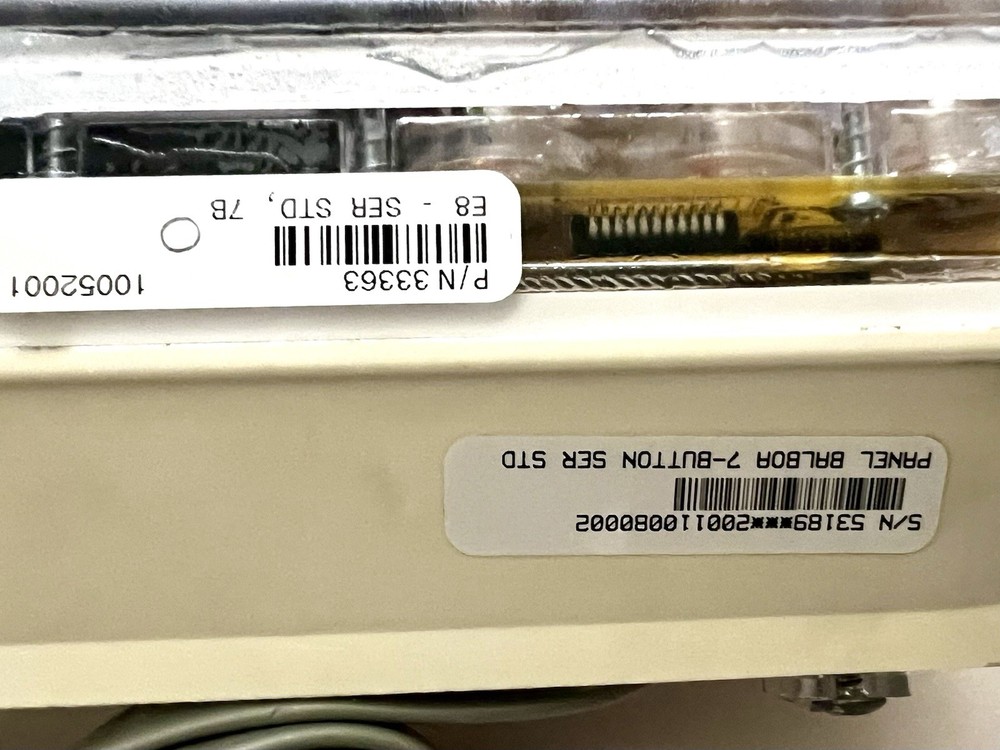 P/N 33363 10052001
E8 - SER STD, 7B
S/N 53189***200110080002
PANEL BALBOA 7-BUTTON SER STD